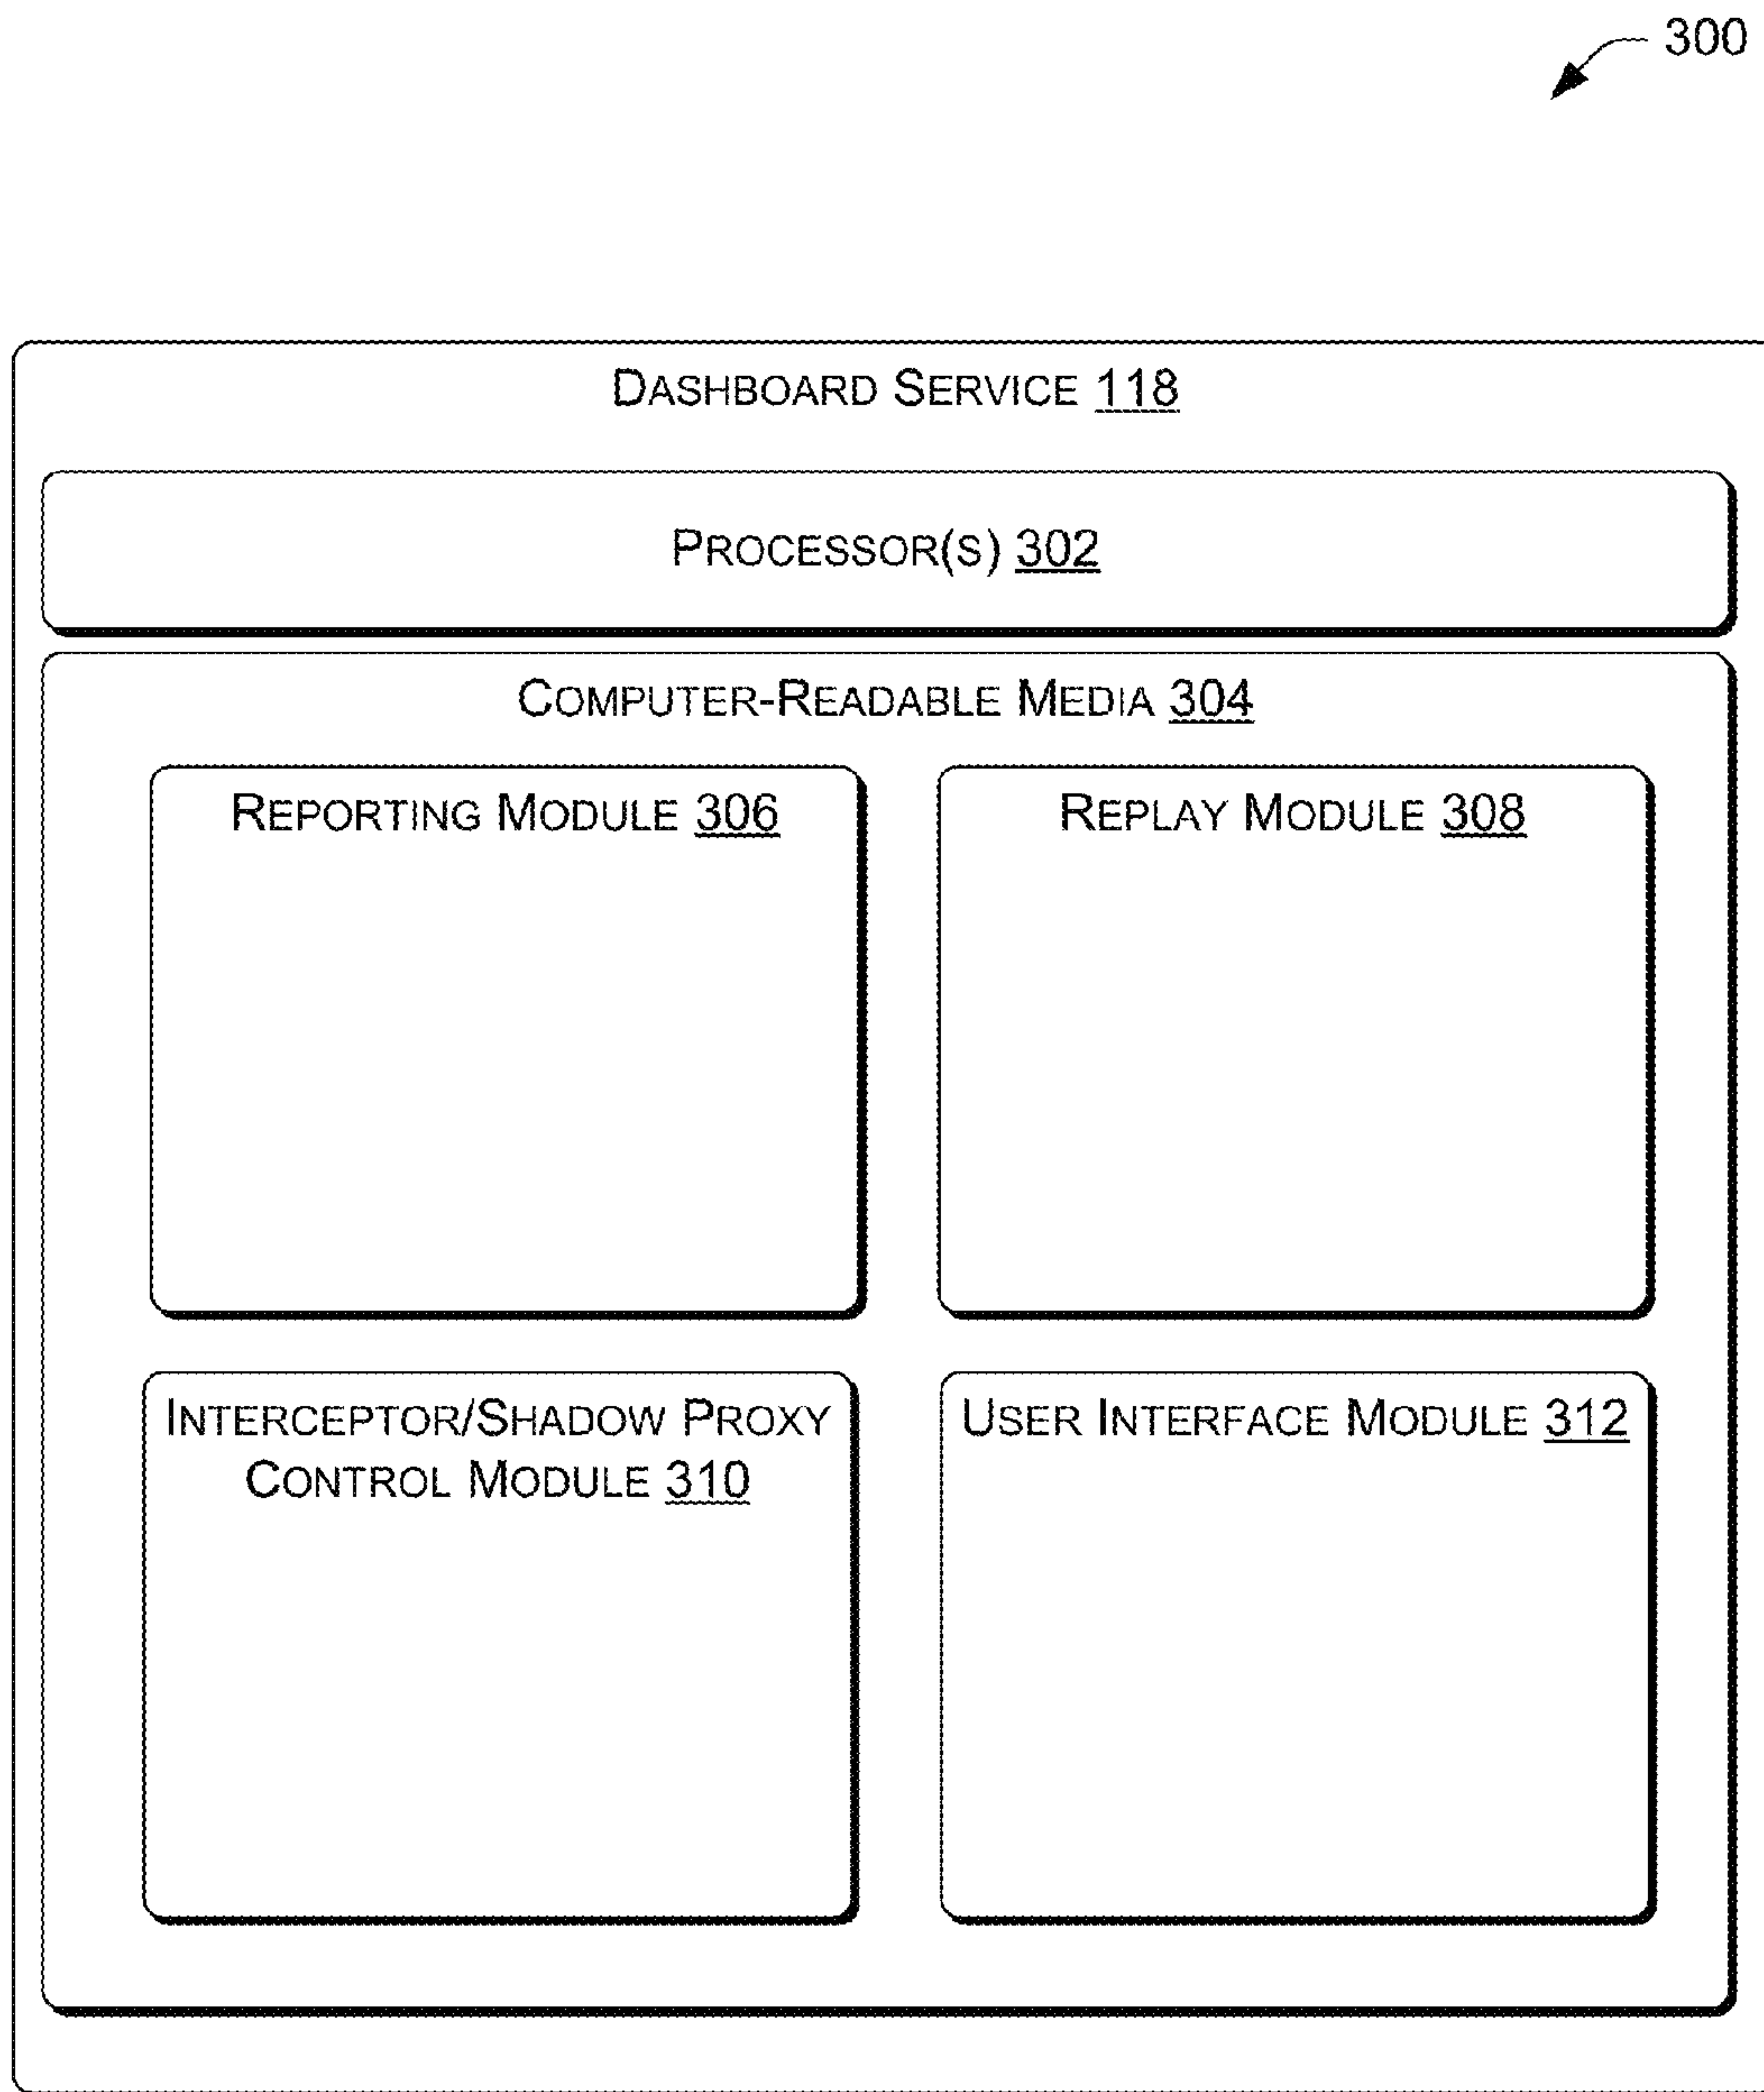 300
DASHBOARD SERVICE 118
PROCESSOR(S) 302
COMPUTER-READABLE MEDIA 304
REPORTING MODULE 306
REPLAY MODULE 308
INTERCEPTOR/SHADOW PROXY
CONTROL MODULE 310
USER INTERFACE MODULE 312